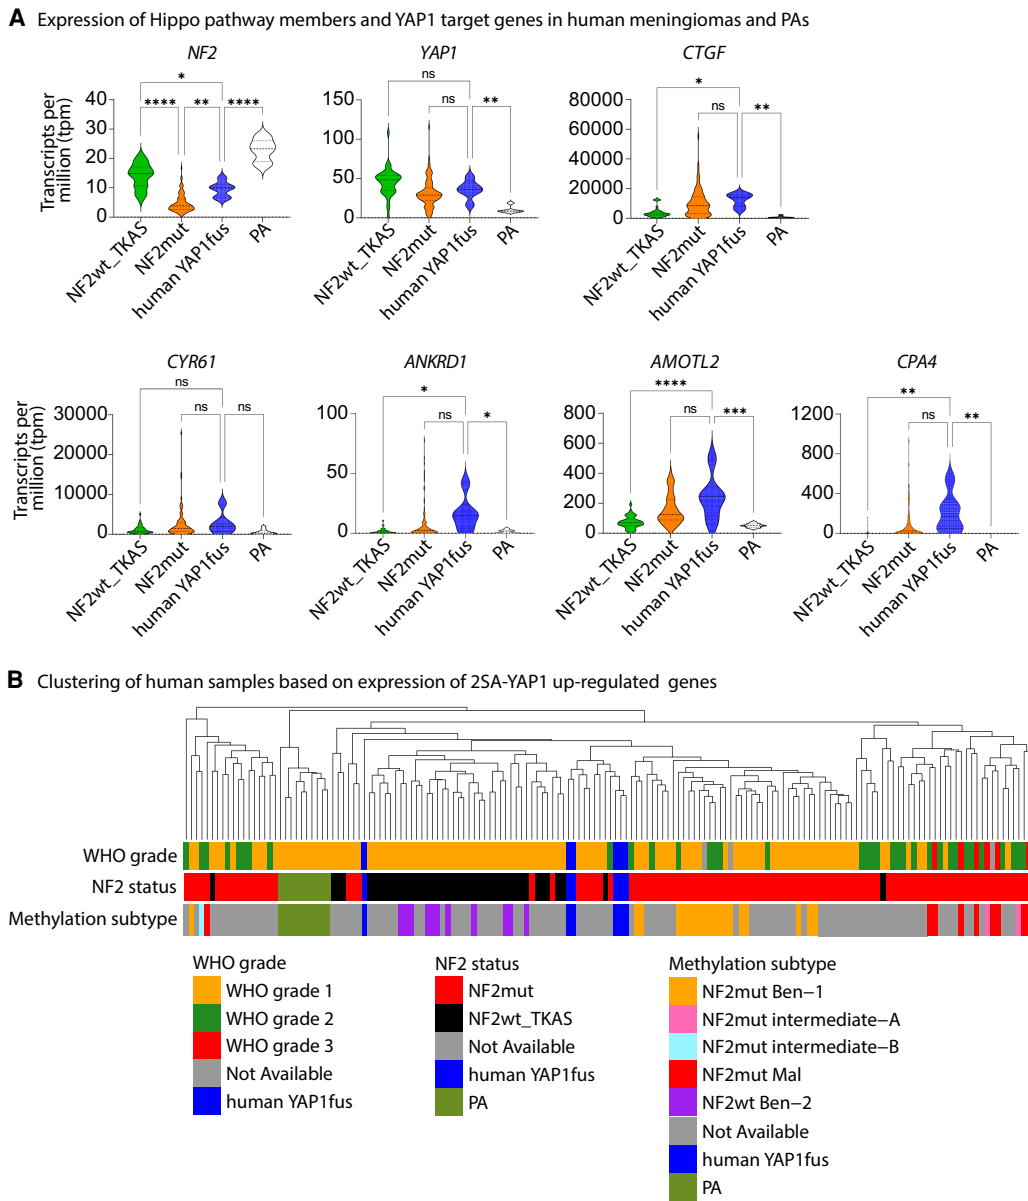 A Expression of Hippo pathway members and YAP1 target genes in human meningiomas and PAs
NF2
YAP1
CTGF
Transcripts per
million (tpm)
40
30
20
10
0
*
**** ** ****
NF2wt_TKAS
NF2mut
human YAP1fus
PA
150
100
50
0
ns
ns **
NF2wt_TKAS
NF2mut
human YAP1fus
PA
80000
60000
40000
20000
0
*
ns **
NF2wt_TKAS
NF2mut
human YAP1fus
PA
CYR61
ANKRD1
AMOTL2
CPA4
Transcripts per
million (tpm)
30000
20000
10000
0
ns
ns ns
NF2wt_TKAS
NF2mut
human YAP1fus
PA
100
50
0
*
ns *
NF2wt_TKAS
NF2mut
human YAP1fus
PA
800
600
400
200
0
****
ns ***
NF2wt_TKAS
NF2mut
human YAP1fus
PA
1200
800
400
0
**
ns **
NF2wt_TKAS
NF2mut
human YAP1fus
PA
B Clustering of human samples based on expression of 2SA-YAP1 up-regulated genes
WHO grade
NF2 status
Methylation subtype
WHO grade
WHO grade 1
WHO grade 2
WHO grade 3
Not Available
human YAP1fus
NF2 status
NF2mut
NF2wt_TKAS
Not Available
human YAP1fus
PA
Methylation subtype
NF2mut Ben−1
NF2mut intermediate−A
NF2mut intermediate−B
NF2mut Mal
NF2wt Ben−2
Not Available
human YAP1fus
PA